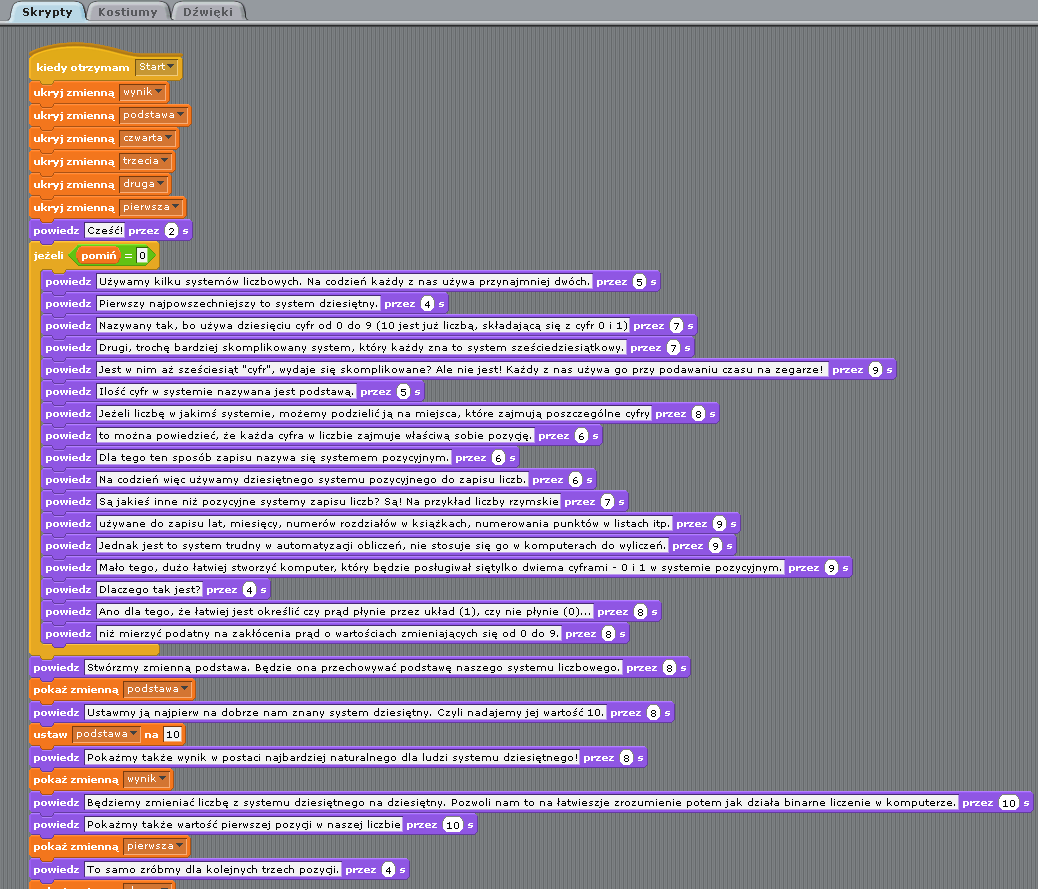 Skrypty Kostiumy Dźwięki
kiedy otrzymam Start
ukryj zmienną wynik
ukryj zmienną podstawa
ukryj zmienną czwarta
ukryj zmienną trzecia
ukryj zmienną druga
ukryj zmienną pierwsza
powiedz Cześć! przez 2 s
jeżeli pomiń = 0
powiedz Używamy kilku systemów liczbowych. Na codzień każdy z nas używa przynajmniej dwóch. przez 5 s
powiedz Pierwszy najpowszechniejszy to system dziesiętny. przez 4 s
powiedz Nazywany tak, bo używa dziesięciu cyfr od 0 do 9 (10 jest już liczbą, składającą się z cyfr 0 i 1) przez 7 s
powiedz Drugi, trochę bardziej skomplikowany system, który każdy zna to system sześciedziesiątkowy. przez 7 s
powiedz Jest w nim aż sześciesiąt "cyfr", wydaje się skomplikowane? Ale nie jest! Każdy z nas używa go przy podawaniu czasu na zegarze! przez 9 s
powiedz Ilość cyfr w systemie nazywana jest podstawą. przez 5 s
powiedz Jeżeli liczbę w jakimś systemie, możemy podzielić ją na miejsca, które zajmują poszczególne cyfry przez 8 s
powiedz to można powiedzieć, że każda cyfra w liczbie zajmuje właściwą sobie pozycję. przez 6 s
powiedz Dla tego ten sposób zapisu nazywa się systemem pozycyjnym. przez 6 s
powiedz Na codzień więc używamy dziesiętnego systemu pozycyjnego do zapisu liczb. przez 6 s
powiedz Są jakieś inne niż pozycyjne systemy zapisu liczb? Są! Na przykład liczby rzymskie przez 7 s
powiedz używane do zapisu lat, miesięcy, numerów rozdziałów w książkach, numerowania punktów w listach itp. przez 9 s
powiedz Jednak jest to system trudny w automatyzacji obliczeń, nie stosuje się go w komputerach do wyliczeń. przez 9 s
powiedz Mało tego, dużo łatwiej stworzyć komputer, który będzie posługiwał siętylko dwiema cyframi - 0 i 1 w systemie pozycyjnym. przez 9 s
powiedz Dlaczego tak jest? przez 4 s
powiedz Ano dla tego, że łatwiej jest określić czy prąd płynie przez układ (1), czy nie płynie (0)... przez 8 s
powiedz niż mierzyć podatny na zakłócenia prąd o wartościach zmieniających się od 0 do 9. przez 8 s
powiedz Stwórzmy zmienną podstawa. Będzie ona przechowywać podstawę naszego systemu liczbowego. przez 8 s
pokaż zmienną podstawa
powiedz Ustawmy ją najpierw na dobrze nam znany system dziesiętny. Czyli nadajemy jej wartość 10. przez 8 s
ustaw podstawa na 10
powiedz Pokaźmy także wynik w postaci najbardziej naturalnego dla ludzi systemu dziesiętnego! przez 8 s
pokaż zmienną wynik
powiedz Będziemy zmieniać liczbę z systemu dziesiętnego na dziesiętny. Pozwoli nam to na łatwieszje zrozumienie potem jak działa binarne liczenie w komputerze. przez 10 s
powiedz Pokaźmy także wartość pierwszej pozycji w naszej liczbie przez 10 s
pokaż zmienną pierwsza
powiedz To samo zróbmy dla kolejnych trzech pozycji. przez 4 s